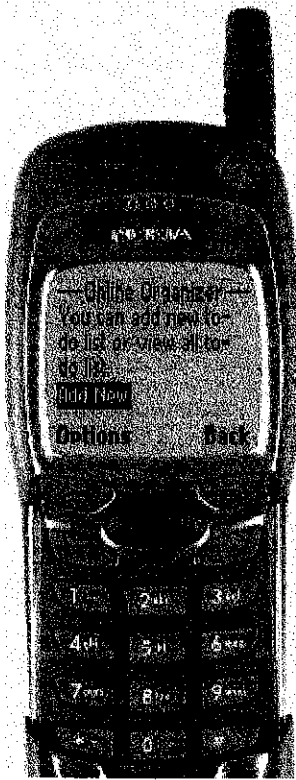 Online Organizer
You can add new to-
do list or view all to-
do list.
Add New
Options Back
1 2 3
4 5 6
7 8 9
* 0